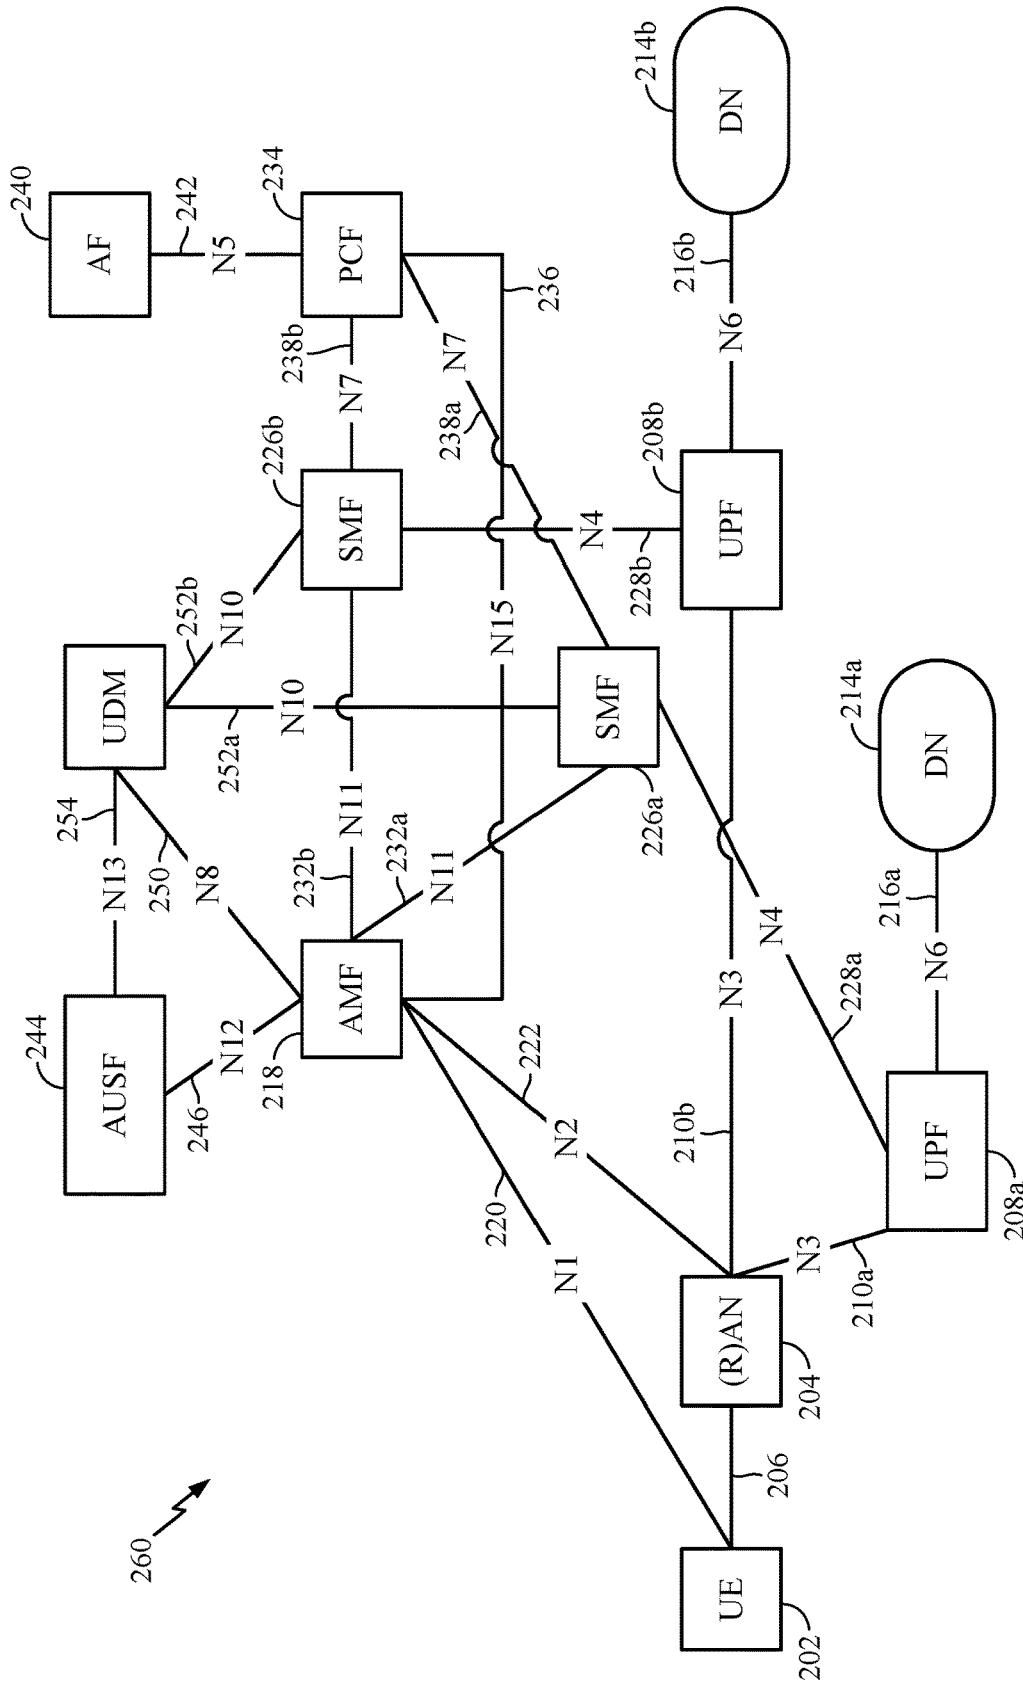 244 240
254
AUSF N13 UDM AF
260 250 252b 242
246 N8
N12 252a N10 N5
218 N10 226b 234
232b 238b
AMF N11 SMF N7 PCF
232a
N11 238a N7
220 N15
222 236
N1 N2 N4
SMF
226a 228b 208b 214b
210b 216b
UE (R)AN N3 UPF N6 DN
206 N4
202 204 N3
228a 214a
210a 216a
UPF N6 DN
208a